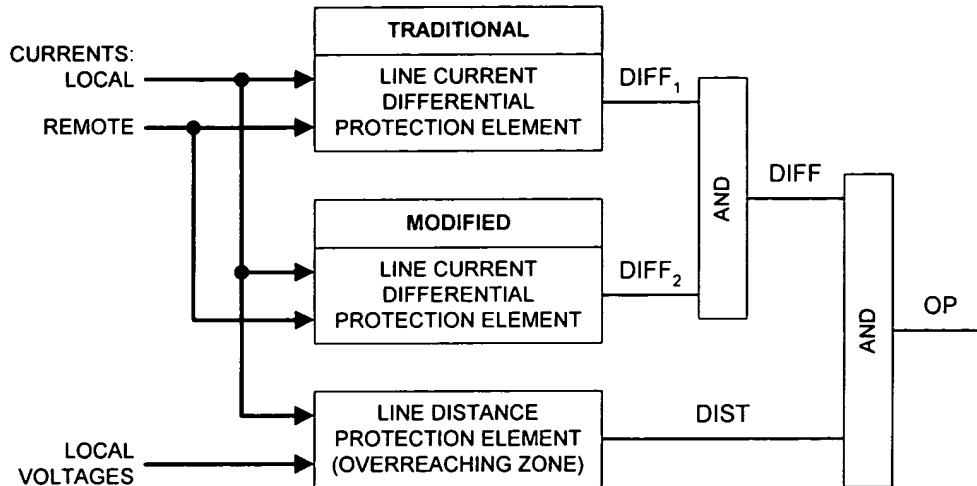 TRADITIONAL
CURRENTS:
LOCAL
REMOTE
LINE CURRENT
DIFFERENTIAL
PROTECTION ELEMENT
DIFF₁
AND
DIFF
MODIFIED
LINE CURRENT
DIFFERENTIAL
PROTECTION ELEMENT
DIFF₂
AND
OP
LINE DISTANCE
PROTECTION ELEMENT
(OVERREACHING ZONE)
DIST
LOCAL
VOLTAGES